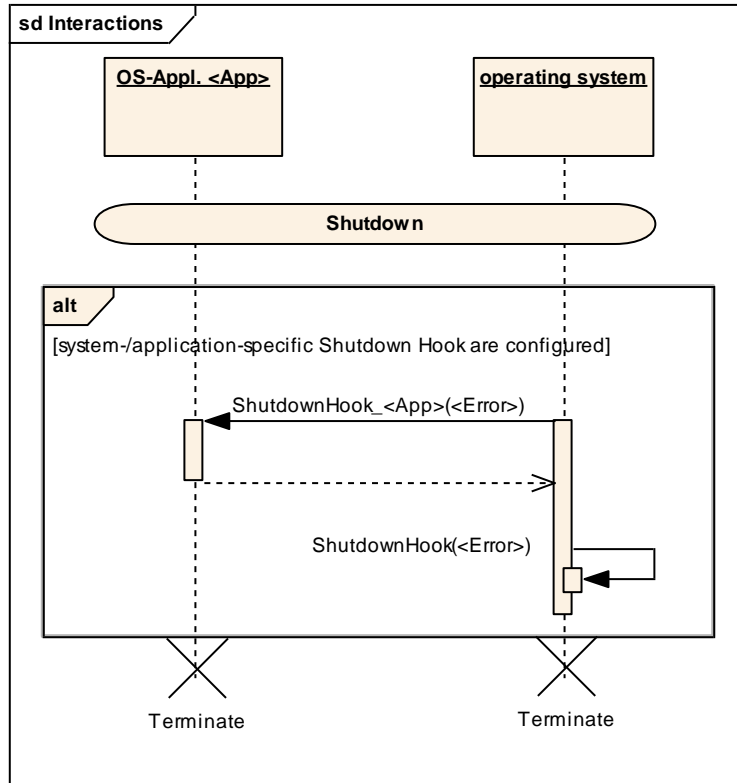 sd Interactions
OS-Appl. <App>
operating system
Shutdown
alt
[system-/application-specific Shutdown Hook are configured]
ShutdownHook_<App>(<Error>)
ShutdownHook(<Error>)
Terminate
Terminate